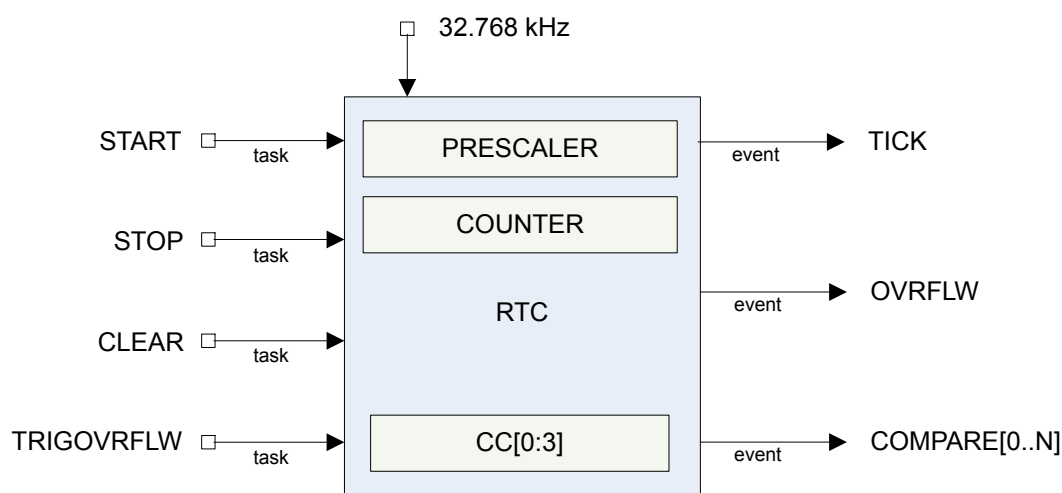 32.768 kHz
START
task
PRESCALER
event
TICK
COUNTER
STOP
task
RTC
event
OVRFLW
CLEAR
task
TRIGOVRFLW
task
CC[0:3]
event
COMPARE[0..N]